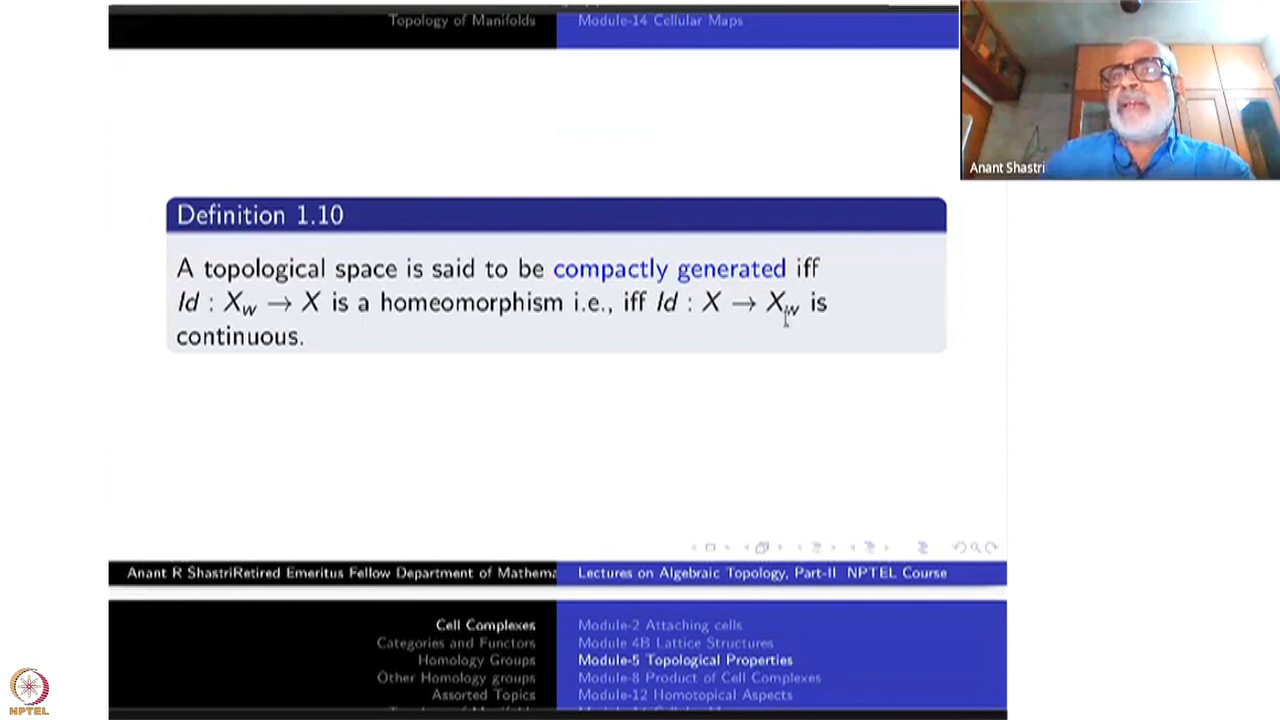 Topology of Manifolds
Module-14 Cellular Maps
Anant Shastri
Definition 1.10
A topological space is said to be compactly generated iff
Id : X_w → X is a homeomorphism i.e., iff Id : X → X_w is
continuous.
Anant R ShastriRetired Emeritus Fellow Department of Mathema
Lectures on Algebraic Topology, Part-II NPTEL Course
Cell Complexes
Categories and Functors
Homology Groups
Other Homology groups
Assorted Topics
Module-2 Attaching cells
Module 4B Lattice Structures
Module-5 Topological Properties
Module-8 Product of Cell Complexes
Module-12 Homotopical Aspects
NPTEL